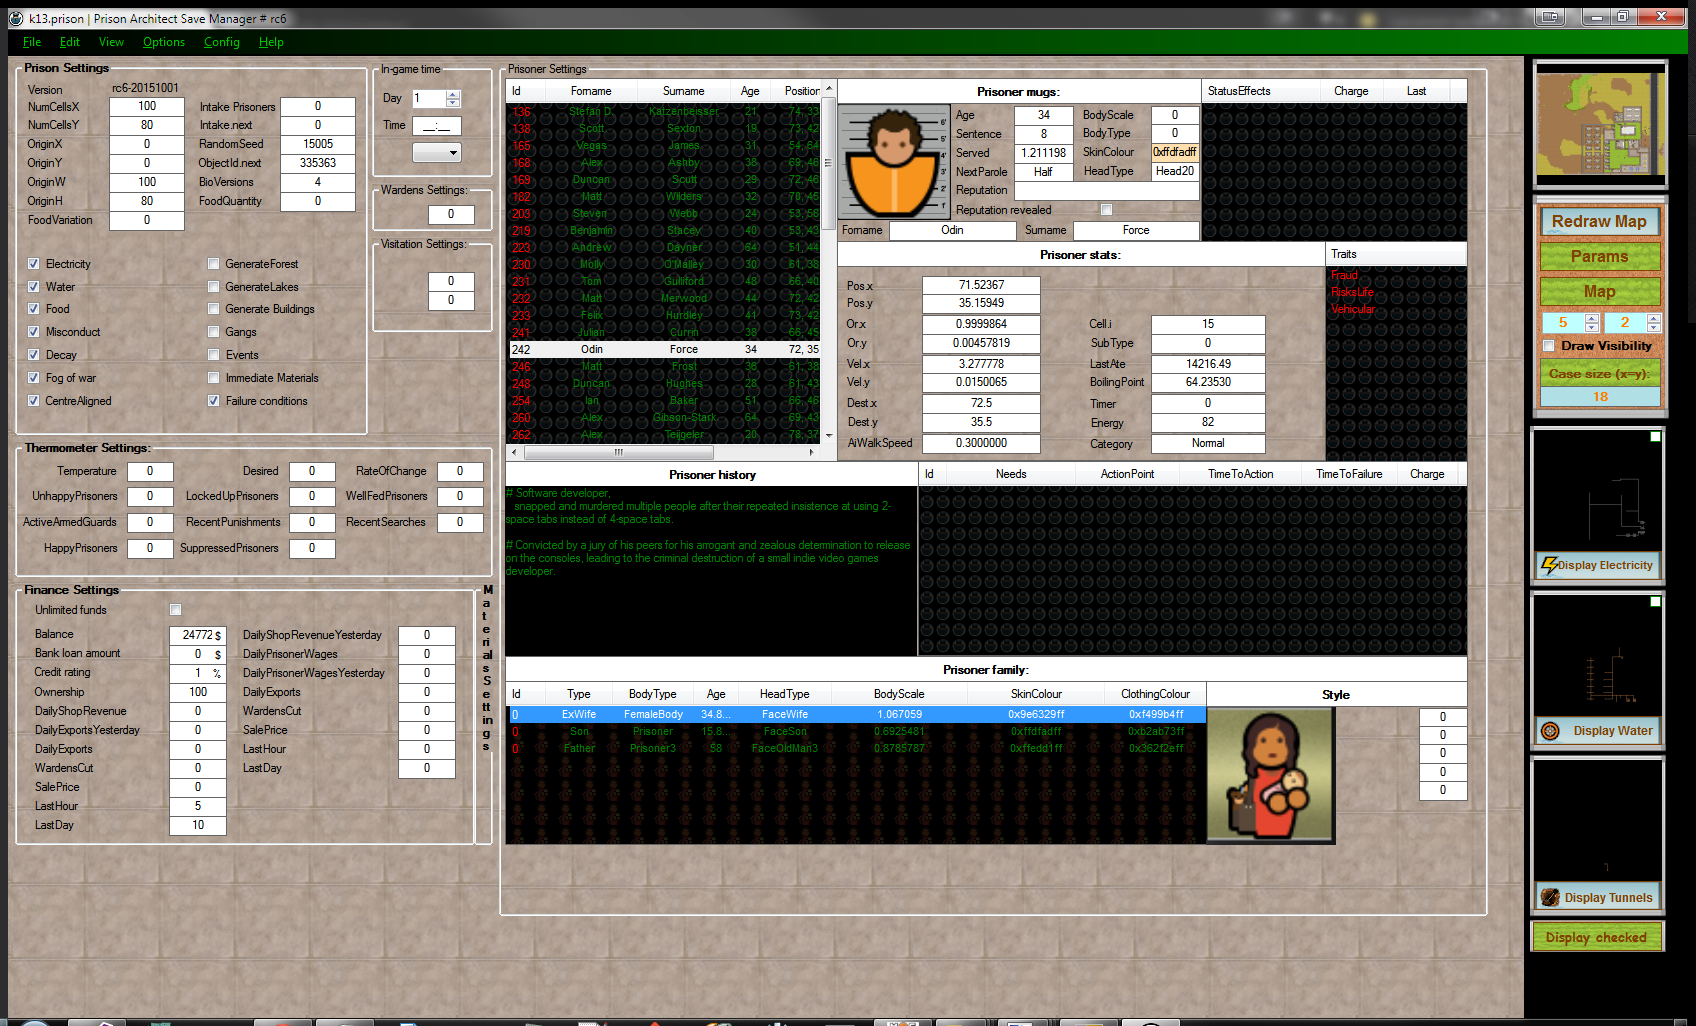 k13.prison | Prison Architect Save Manager # rc6
File Edit View Options Config Help
Prison Settings
Version rc6-20151001
NumCellsX 100 Intake Prisoners 0
NumCellsY 80 Intake.next 0
OriginX 0 RandomSeed 15005
OriginY 0 ObjectId.next 335363
OriginW 100 BioVersions 4
OriginH 80 FoodQuantity 0
FoodVariation 0
Electricity GenerateForest
Water GenerateLakes
Food Generate Buildings
Misconduct Gangs
Decay Events
Fog of war Immediate Materials
CentreAligned Failure conditions
In-game time
Day 1
Time __:__
Wardens Settings:
0
Visitation Settings:
0
0
Thermometer Settings:
Temperature 0 Desired 0 RateOfChange 0
UnhappyPrisoners 0 LockedUpPrisoners 0 WellFedPrisoners 0
ActiveArmedGuards 0 RecentPunishments 0 RecentSearches 0
HappyPrisoners 0 SuppressedPrisoners 0
Finance Settings
Unlimited funds
Balance 24772 $ DailyShopRevenueYesterday 0
Bank loan amount 0 $ DailyPrisonerWages 0
Credit rating 1 % DailyPrisonerWagesYesterday 0
Ownership 100 DailyExports 0
DailyShopRevenue 0 WardensCut 0
DailyExportsYesterday 0 SalePrice 0
DailyExports 0 LastHour 0
WardensCut 0 LastDay 0
SalePrice 0
LastHour 5
LastDay 10
Materials Settings
Prisoner Settings
Id Forname Surname Age Position
136 Stefan D. Katzenbeisser 21 74, 33
138 Scott Sexton 19 73, 42
165 Vegas James 31 54, 64
168 Alex Ashby 38 69, 46
169 Duncan Scutt 29 72, 46
182 Matt Wilders 32 70, 45
203 Steven Webb 24 53, 56
219 Benjamin Stacey 40 53, 43
223 Andrew Dayner 64 51, 44
230 Molly O'Malley 30 61, 38
231 Tom Gulliford 48 66, 40
232 Matt Merwood 44 72, 42
233 Felix Hurdley 41 73, 42
241 Julian Currin 38 66, 45
242 Odin Force 34 72, 35
246 Matt Frost 36 61, 38
248 Duncan Hughes 28 61, 43
254 Ian Baker 51 66, 46
260 Alex Gibson-Stark 64 69, 43
262 Alex Teijgeler 20 78, 37
Prisoner mugs:
Age 34 BodyScale 0
Sentence 8 BodyType 0
Served 1.211198 SkinColour 0xffdfadff
NextParole Half HeadType Head20
Reputation
Reputation revealed
Forname Odin Surname Force
StatusEffects Charge Last
Prisoner stats:
Pos.x 71.52367
Pos.y 35.15949
Or.x 0.9999864 Cell.i 15
Or.y 0.00457819 SubType 0
Vel.x 3.277778 LastAte 14216.49
Vel.y 0.0150065 BoilingPoint 64.23530
Dest.x 72.5 Timer 0
Dest.y 35.5 Energy 82
AiWalkSpeed 0.3000000 Category Normal
Traits
Fraud
RisksLife
Vehicular
Prisoner history
# Software developer,
snapped and murdered multiple people after their repeated insistence at using 2-
space tabs instead of 4-space tabs.
# Convicted by a jury of his peers for his arrogant and zealous determination to release
on the consoles, leading to the criminal destruction of a small indie video games
developer.
Id Needs ActionPoint TimeToAction TimeToFailure Charge
Prisoner family:
Id Type BodyType Age HeadType BodyScale SkinColour ClothingColour
0 ExWife FemaleBody 34.8... FaceWife 1.067059 0x9e6329ff 0xf499b4ff
0 Son Prisoner 15.8... FaceSon 0.6925481 0xffdfadff 0xb2ab73ff
0 Father Prisoner3 58 FaceOldMan3 0.8785787 0xffedd1ff 0x362f2eff
Style
0
0
0
0
0
Redraw Map
Params
Map
5 2
Draw Visibility
Case size (x=y):
18
Display Electricity
Display Water
Display Tunnels
Display checked